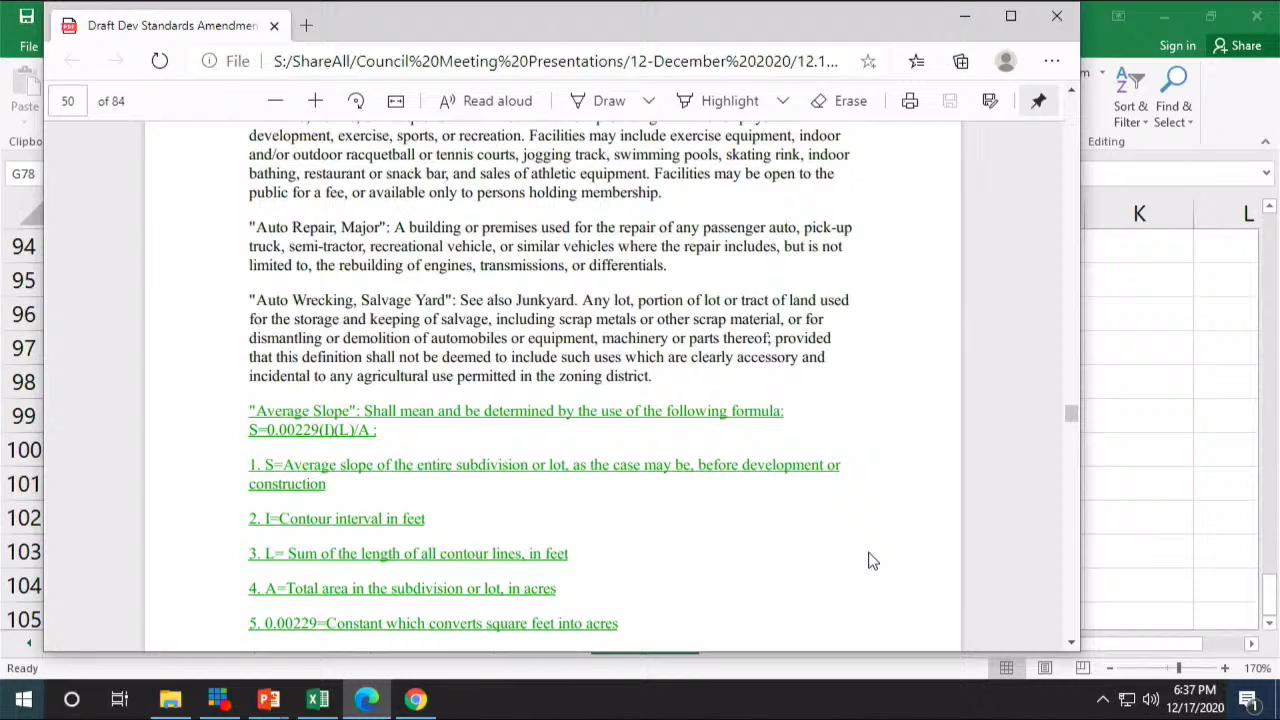 Draft Dev Standards Amendmen
File
Sign in
Share
File
S:/ShareAll/Council%20Meeting%20Presentations/12-December%202020/12.1...
Paste
50 of 84
Read aloud
Draw
Highlight
Erase
Sort &
Filter
Find &
Select
Clipbo
Editing
G78
development, exercise, sports, or recreation. Facilities may include exercise equipment, indoor
and/or outdoor racquetball or tennis courts, jogging track, swimming pools, skating rink, indoor
bathing, restaurant or snack bar, and sales of athletic equipment. Facilities may be open to the
public for a fee, or available only to persons holding membership.
"Auto Repair, Major": A building or premises used for the repair of any passenger auto, pick-up
truck, semi-tractor, recreational vehicle, or similar vehicles where the repair includes, but is not
limited to, the rebuilding of engines, transmissions, or differentials.
"Auto Wrecking, Salvage Yard": See also Junkyard. Any lot, portion of lot or tract of land used
for the storage and keeping of salvage, including scrap metals or other scrap material, or for
dismantling or demolition of automobiles or equipment, machinery or parts thereof; provided
that this definition shall not be deemed to include such uses which are clearly accessory and
incidental to any agricultural use permitted in the zoning district.
"Average Slope": Shall mean and be determined by the use of the following formula:
S=0.00229(I)(L)/A ;
1. S=Average slope of the entire subdivision or lot, as the case may be, before development or
construction
2. I=Contour interval in feet
3. L= Sum of the length of all contour lines, in feet
4. A=Total area in the subdivision or lot, in acres
5. 0.00229=Constant which converts square feet into acres
K
L
94
95
96
97
98
99
100
101
102
103
104
105
Ready
170%
6:37 PM
12/17/2020
1